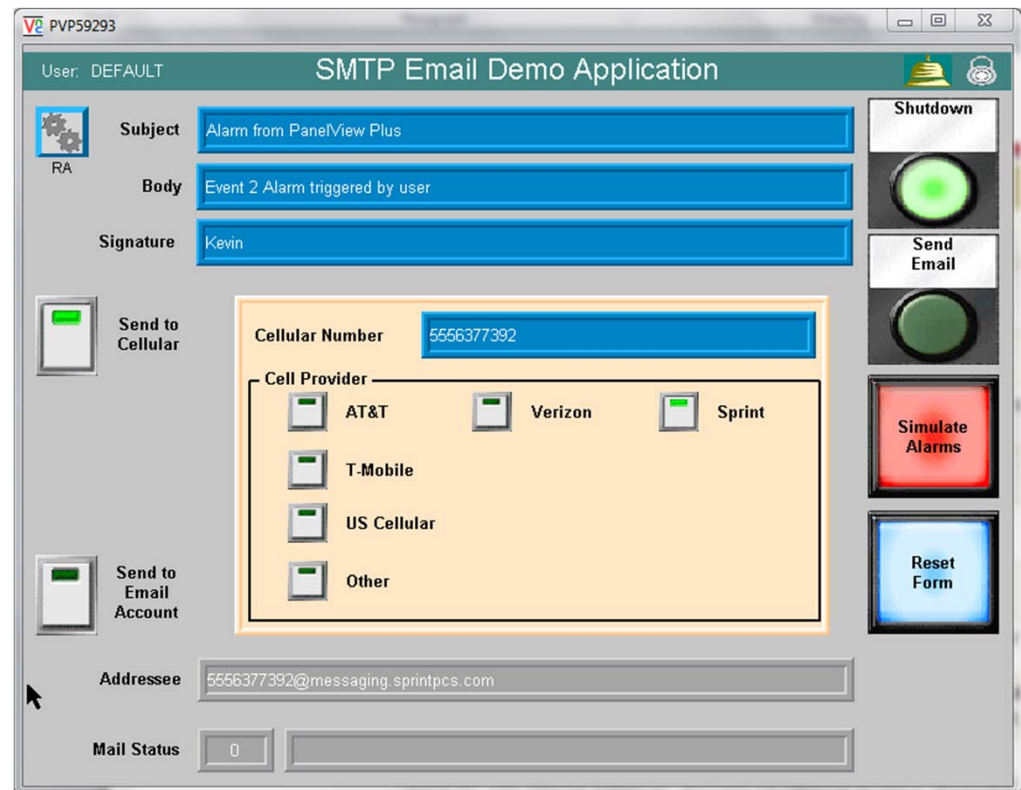 PVP59293
User: DEFAULT
SMTP Email Demo Application
RA
Subject
Alarm from PanelView Plus
Body
Event 2 Alarm triggered by user
Signature
Kevin
Shutdown
Send
Email
Send to
Cellular
Cellular Number
5556377392
Cell Provider
AT&T
Verizon
Sprint
T-Mobile
US Cellular
Other
Simulate
Alarms
Reset
Form
Send to
Email
Account
Addressee
5556377392@messaging.sprintpcs.com
Mail Status
0